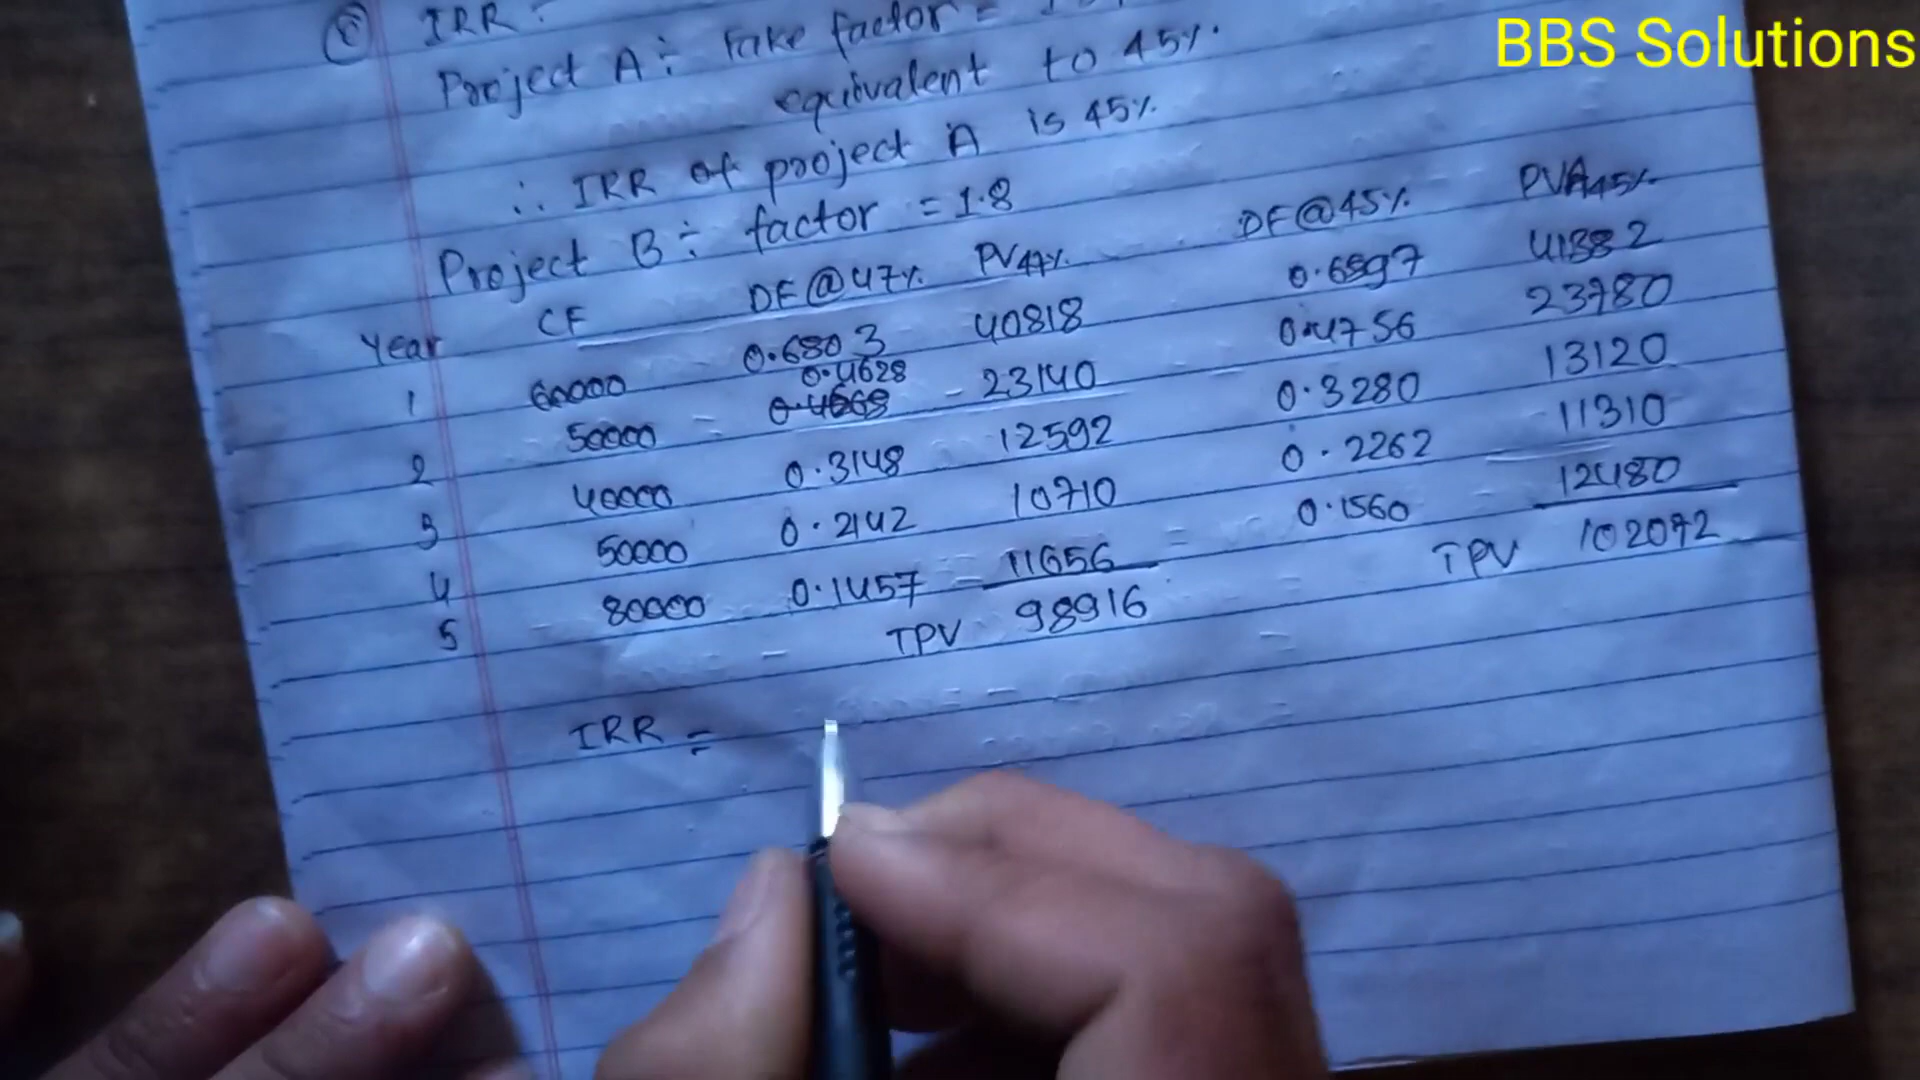 BBS Solutions
IRR :
Project A ÷ Take factor =
equivalent to 45%.
∴ IRR of project A is 45%
Project B ÷ factor = 1.8
Year CF DF@47% PV47% DF@45% PV@45%
1 60000 0.6803 40818 0.6897 41382
2 50000 0.4628 23140 0.4756 23780
3 40000 0.3148 12592 0.3280 13120
4 50000 0.2142 10710 0.2262 11310
5 80000 0.1457 11656 0.1560 12480
TPV 98916 TPV 102072
IRR =